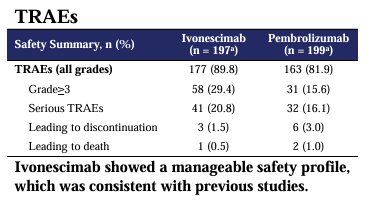 TRAEs
Safety Summary, n (%) Ivonescimab (n = 197ᵃ) Pembrolizumab (n = 199ᵃ)
TRAEs (all grades) 177 (89.8) 163 (81.9)
Grade≥3 58 (29.4) 31 (15.6)
Serious TRAEs 41 (20.8) 32 (16.1)
Leading to discontinuation 3 (1.5) 6 (3.0)
Leading to death 1 (0.5) 2 (1.0)
Ivonescimab showed a manageable safety profile,
which was consistent with previous studies.